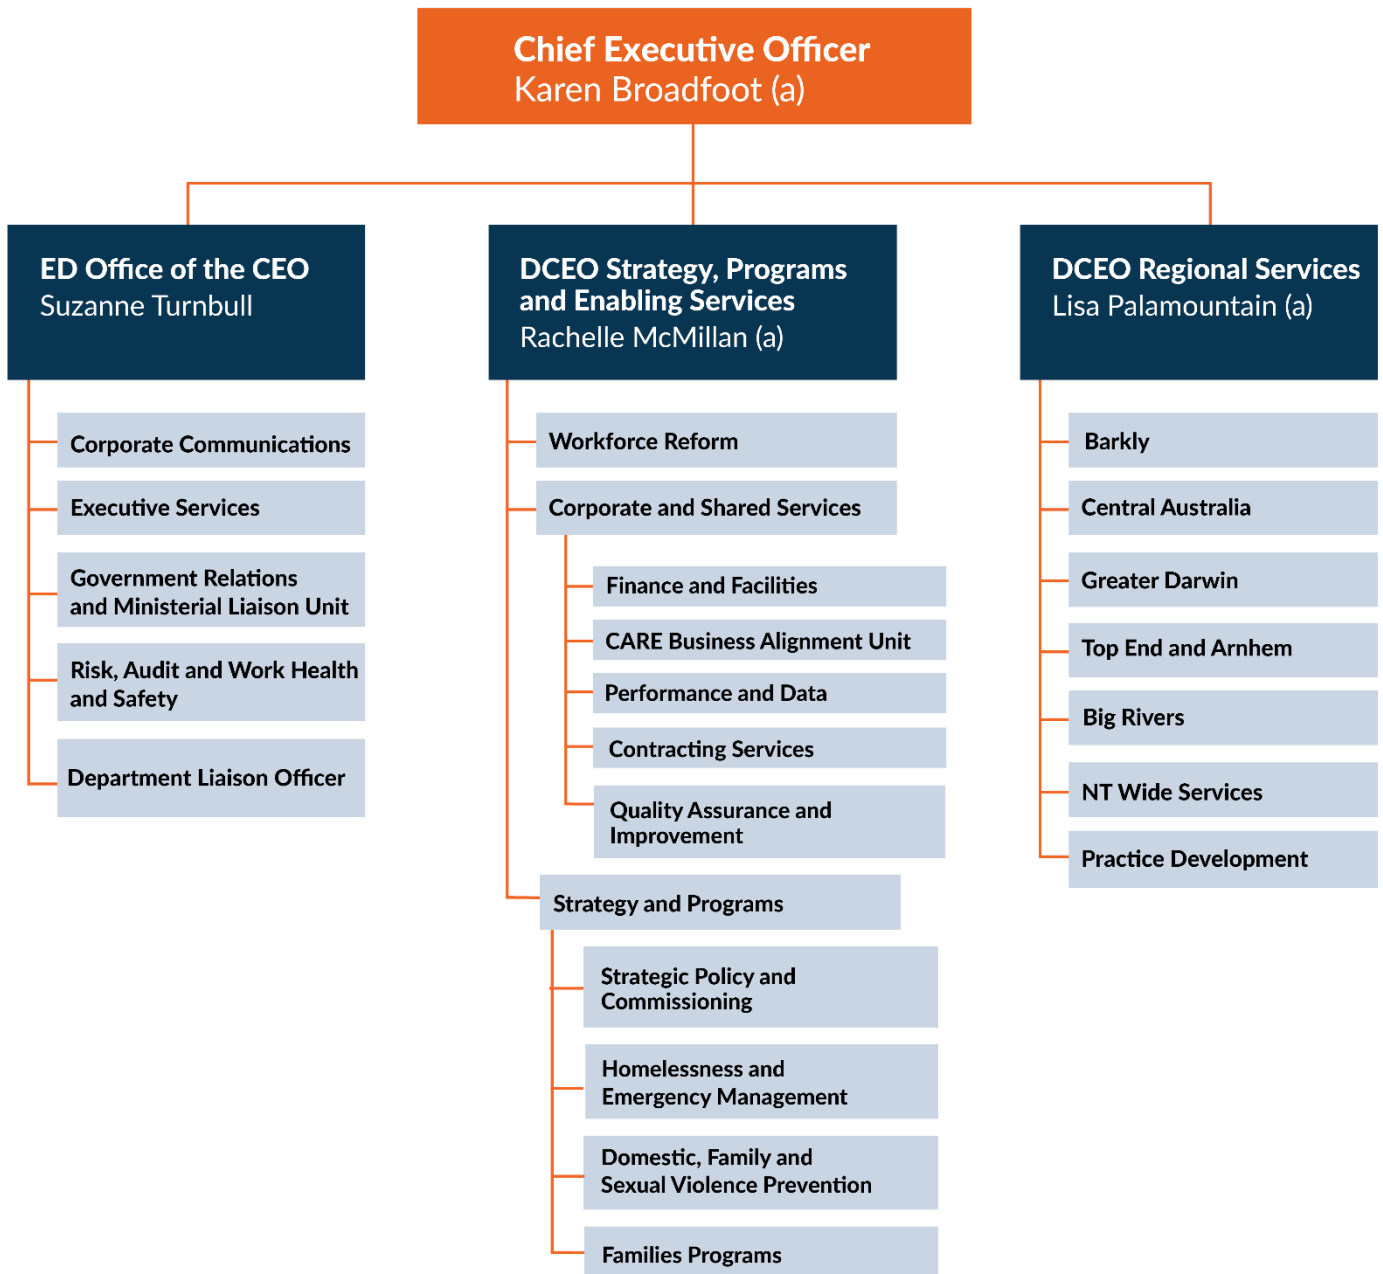 Chief Executive Officer
Karen Broadfoot (a)
ED Office of the CEO
Suzanne Turnbull
Corporate Communications
Executive Services
Government Relations
and Ministerial Liaison Unit
Risk, Audit and Work Health
and Safety
Department Liaison Officer
DCEO Strategy, Programs
and Enabling Services
Rachelle McMillan (a)
Workforce Reform
Corporate and Shared Services
Finance and Facilities
CARE Business Alignment Unit
Performance and Data
Contracting Services
Quality Assurance and
Improvement
Strategy and Programs
Strategic Policy and
Commissioning
Homelessness and
Emergency Management
Domestic, Family and
Sexual Violence Prevention
Families Programs
DCEO Regional Services
Lisa Palamountain (a)
Barkly
Central Australia
Greater Darwin
Top End and Arnhem
Big Rivers
NT Wide Services
Practice Development